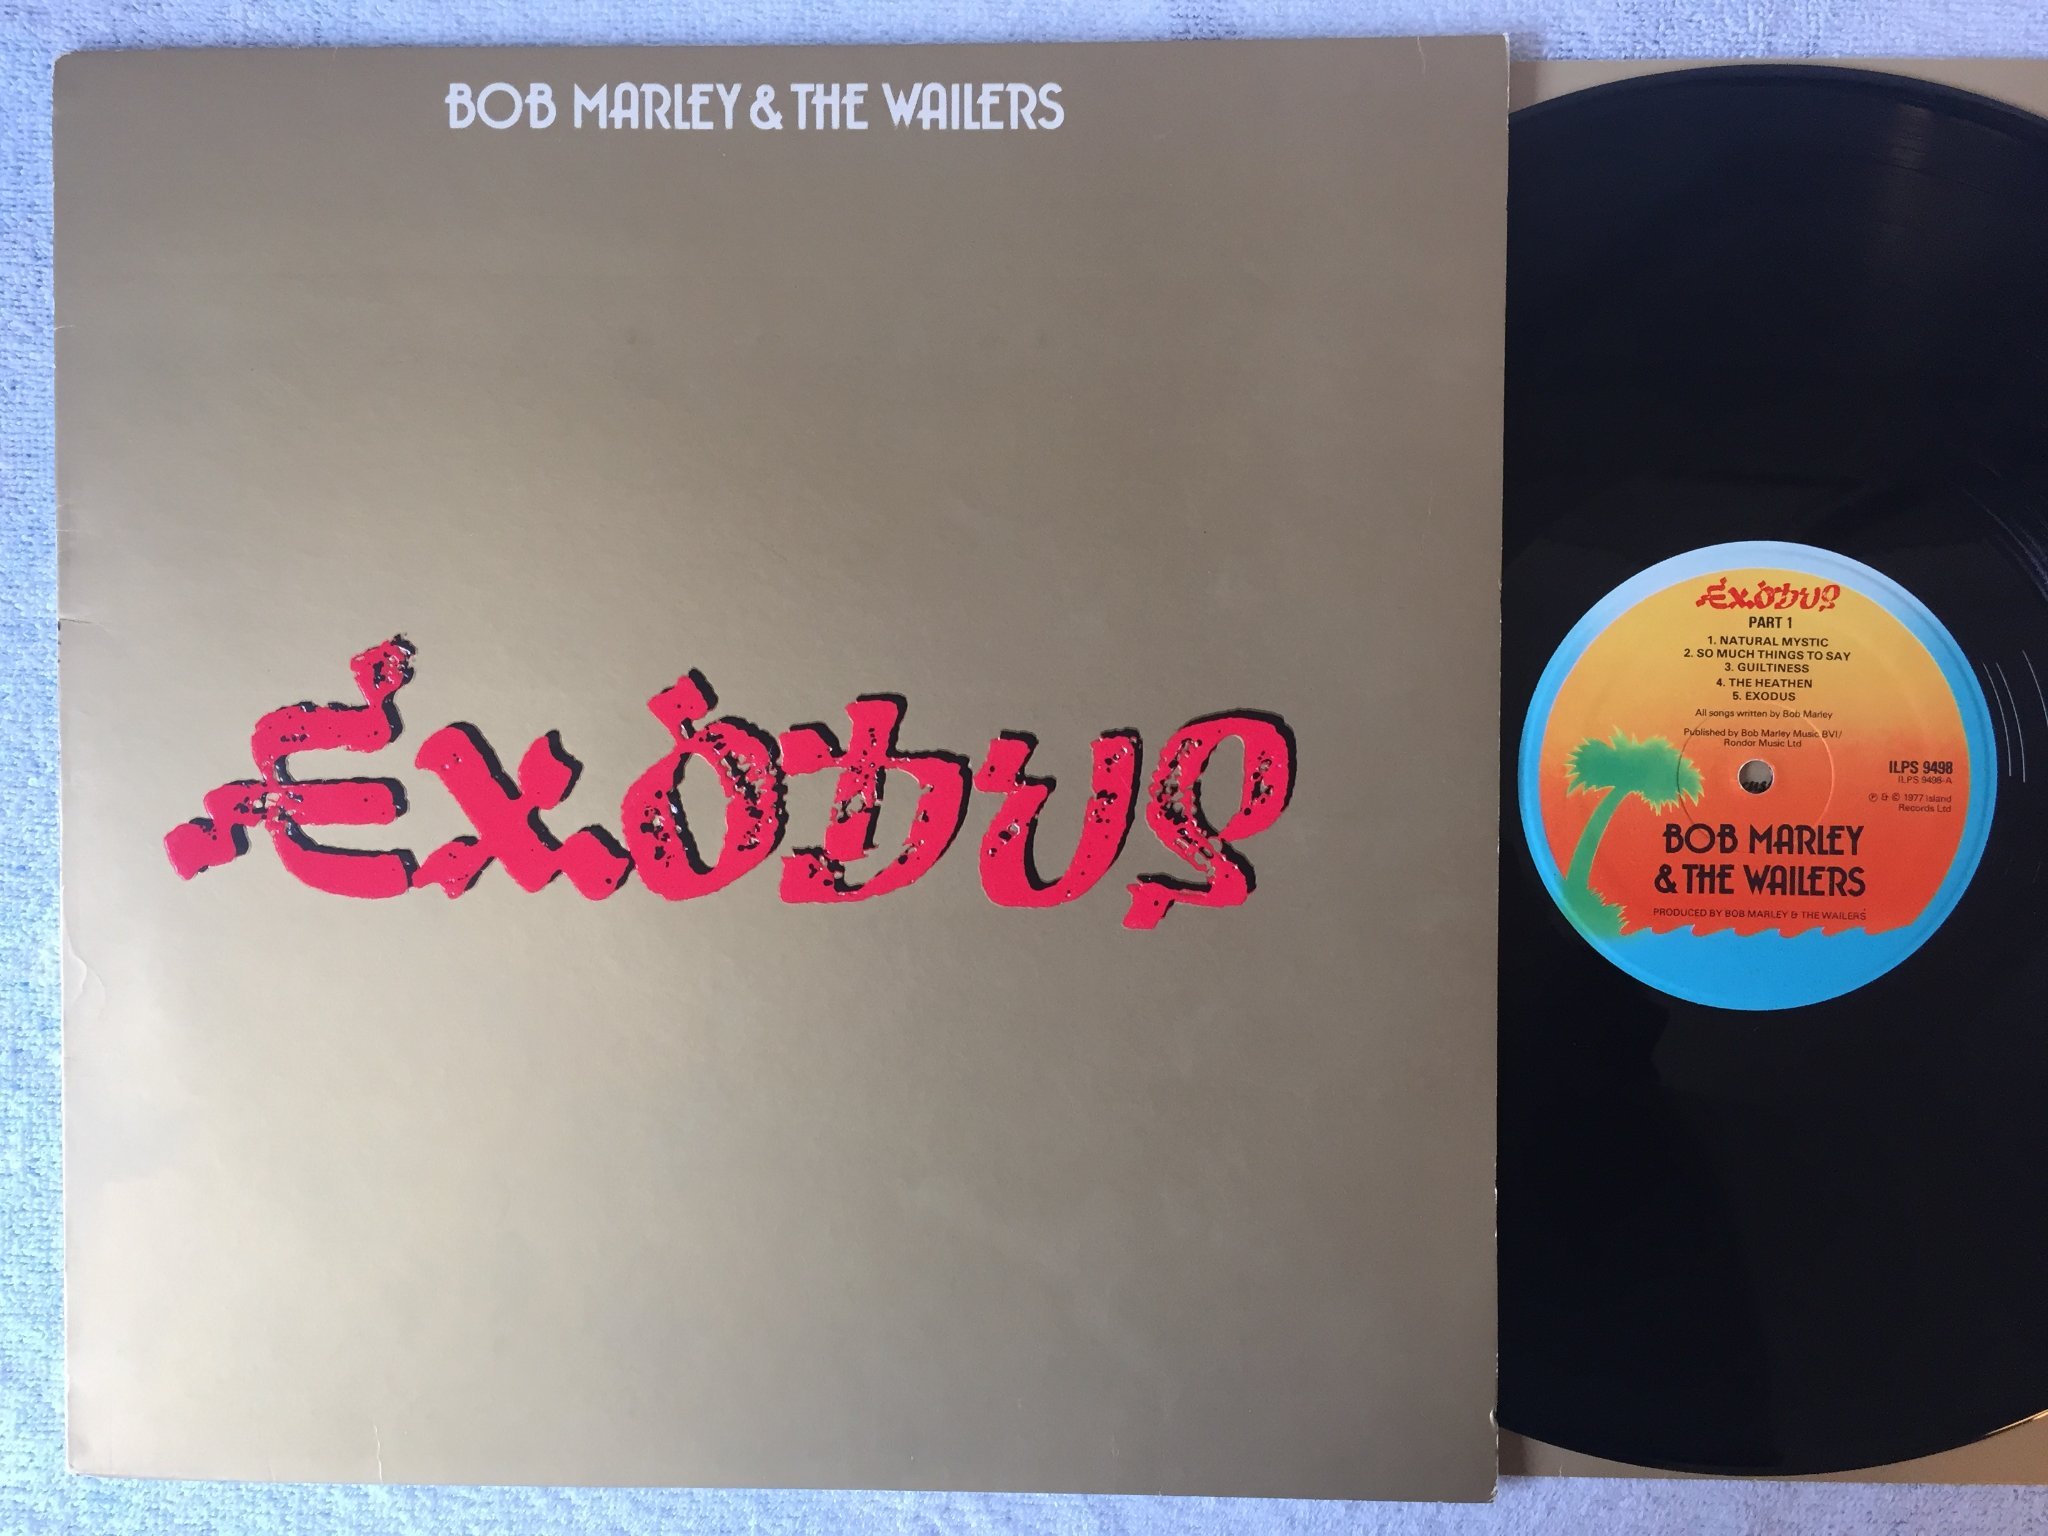 BOB MARLEY & THE WAILERS
Exodus
Exodus
PART 1
1. NATURAL MYSTIC
2. SO MUCH THINGS TO SAY
3. GUILTINESS
4. THE HEATHEN
5. EXODUS
All songs written by Bob Marley
Published by Bob Marley Music BVI/
Rondor Music Ltd
ILPS 9498
ILPS 9498-A
℗ & © 1977 Island
Records Ltd
BOB MARLEY
& THE WAILERS
PRODUCED BY BOB MARLEY & THE WAILERS